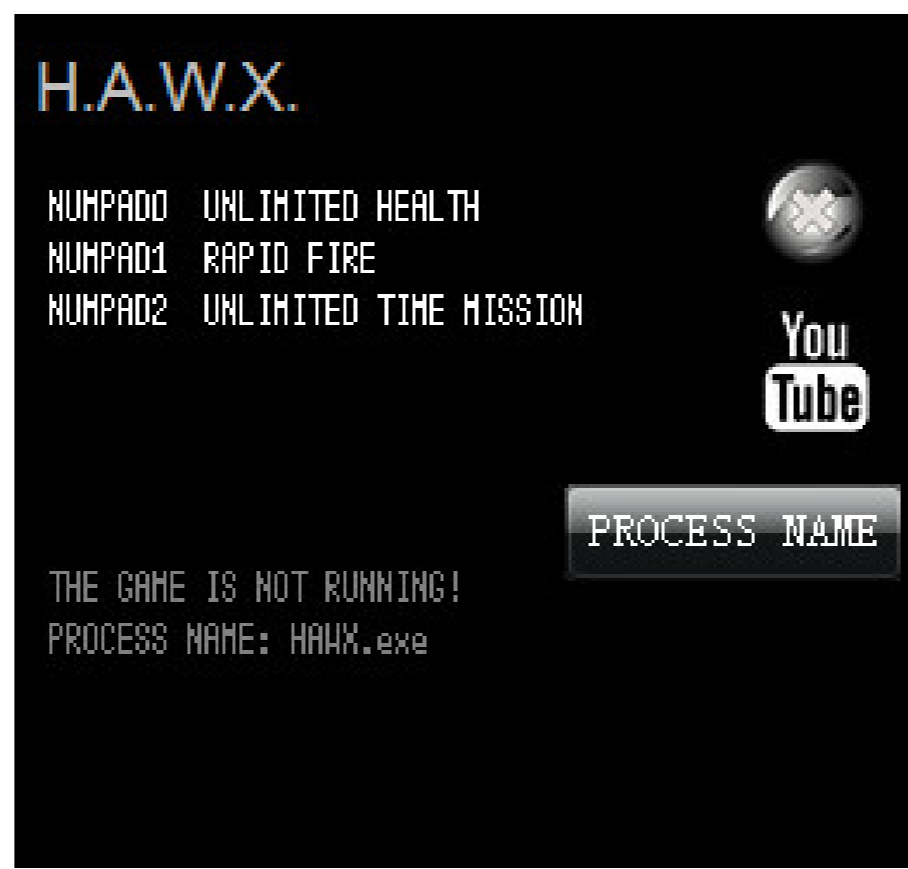 H.A.W.X.
NUMPAD0 UNLIMITED HEALTH
NUMPAD1 RAPID FIRE
NUMPAD2 UNLIMITED TIME MISSION
You
Tube
PROCESS NAME
THE GAME IS NOT RUNNING!
PROCESS NAME: HAWX.exe